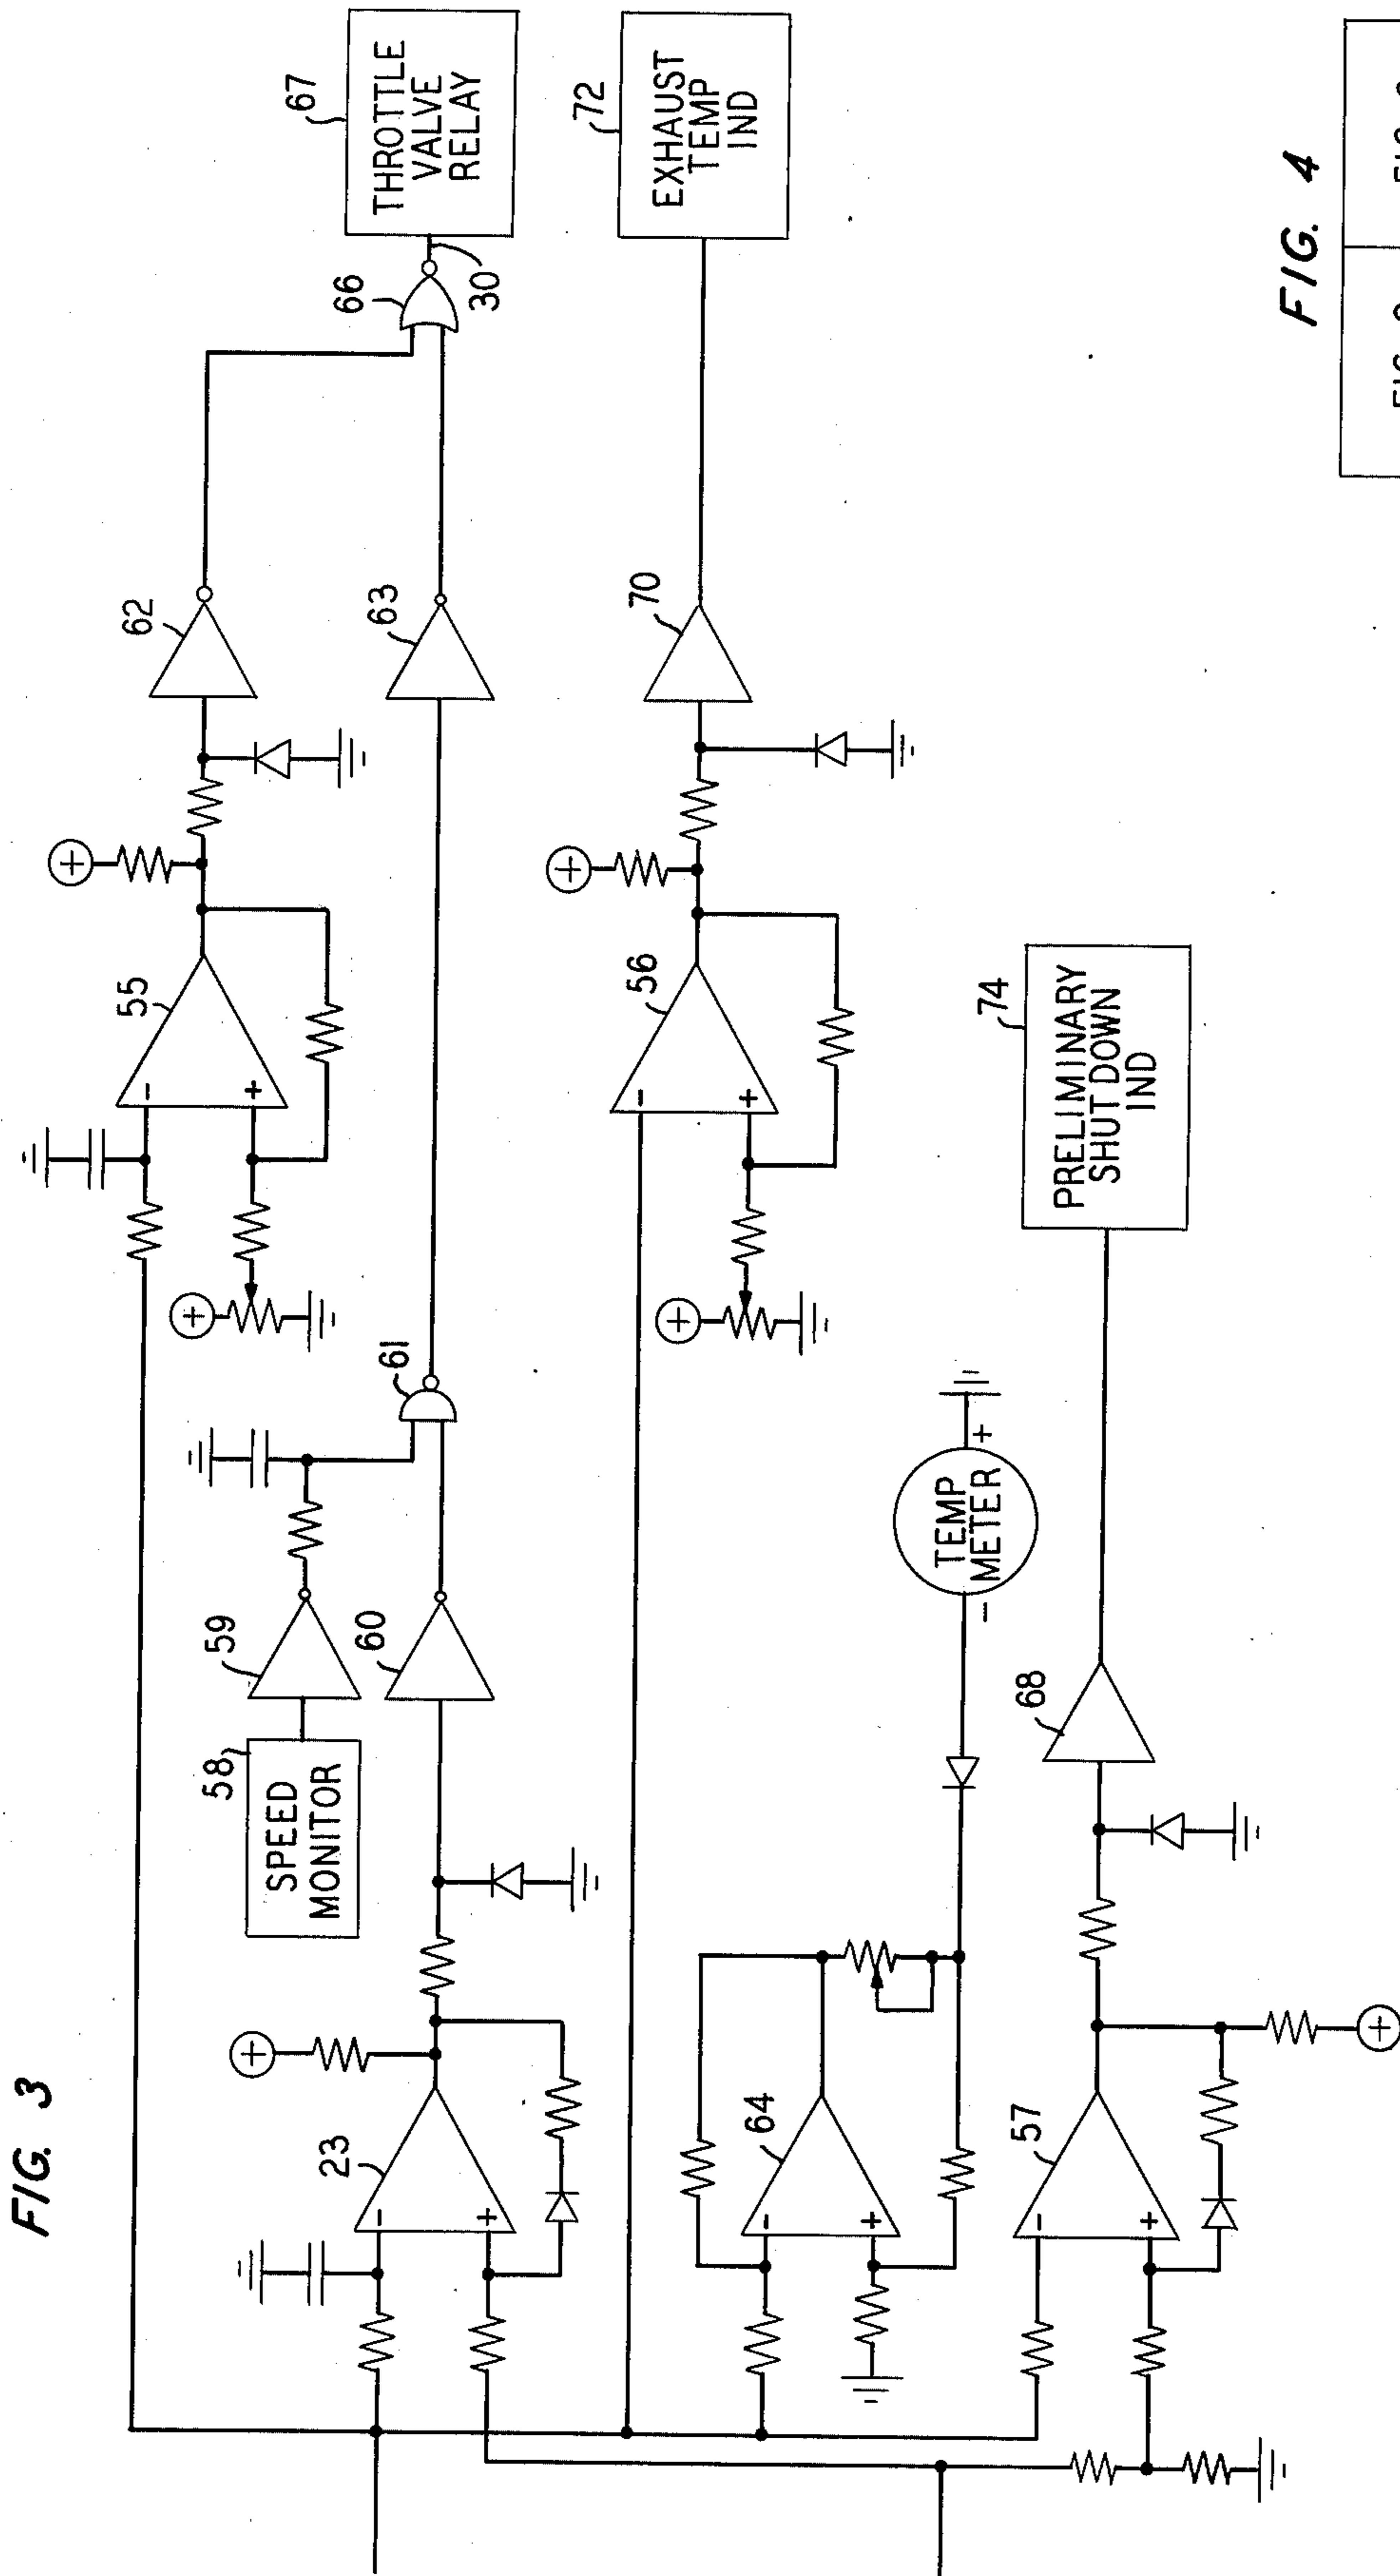 FIG. 3
55
62
67
THROTTLE
VALVE
RELAY
66
30
58
SPEED
MONITOR
59
60
61
63
23
-
+
-
+
56
-
+
70
72
EXHAUST
TEMP
IND
64
-
+
TEMP
METER
-
+
57
-
+
68
74
PRELIMINARY
SHUT DOWN
IND
FIG. 4